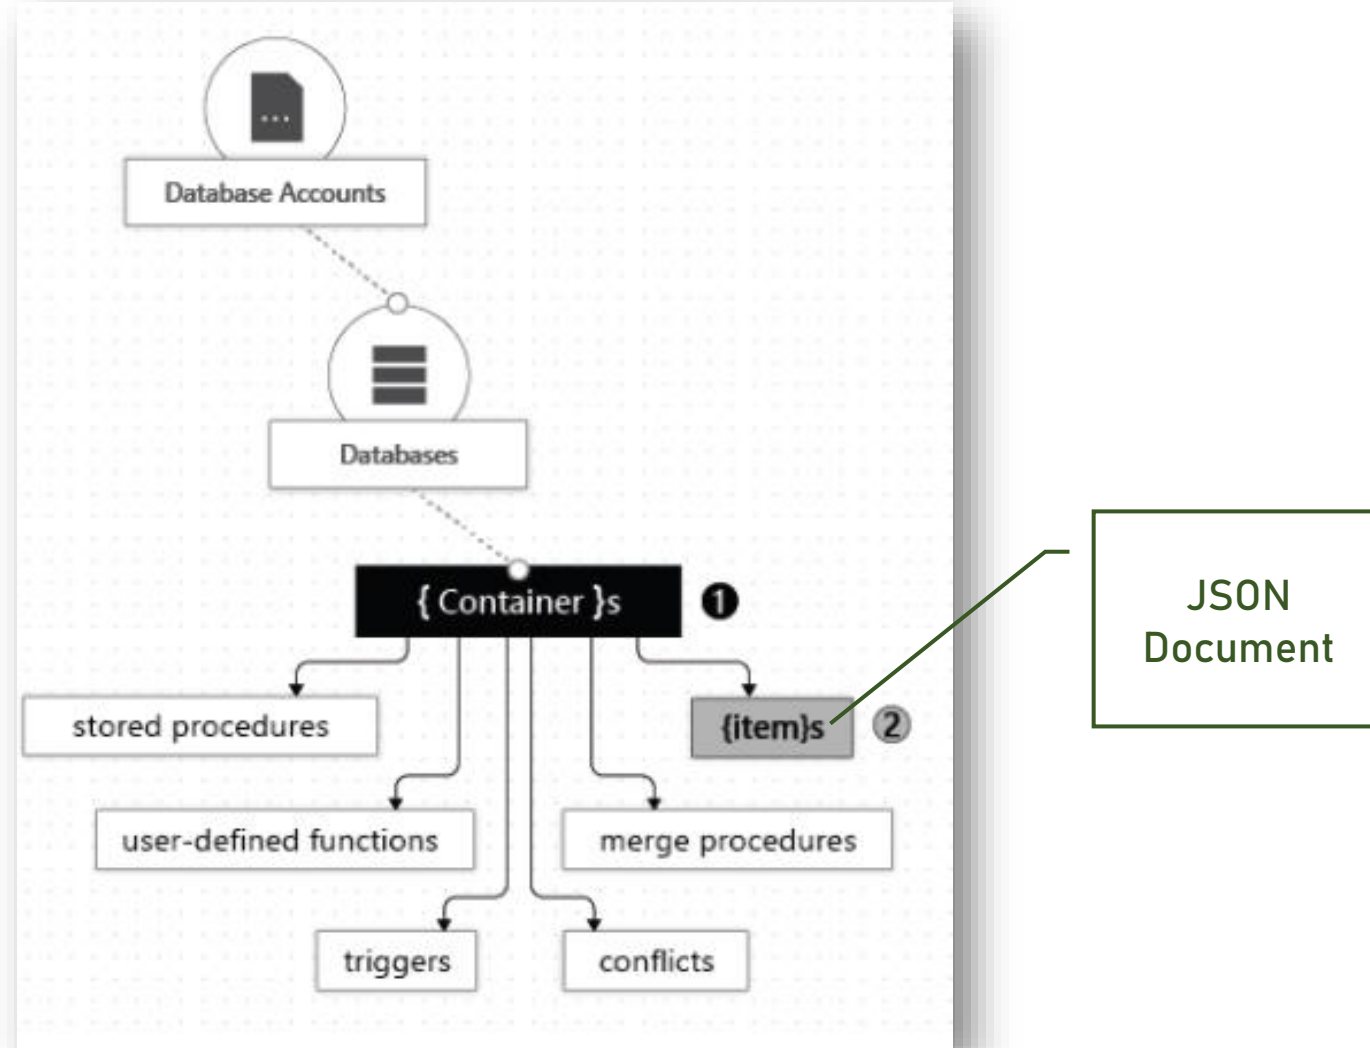 ...
Database Accounts
Databases
{ Container }s
1
stored procedures
{item}s
2
JSON
Document
user-defined functions
merge procedures
triggers
conflicts